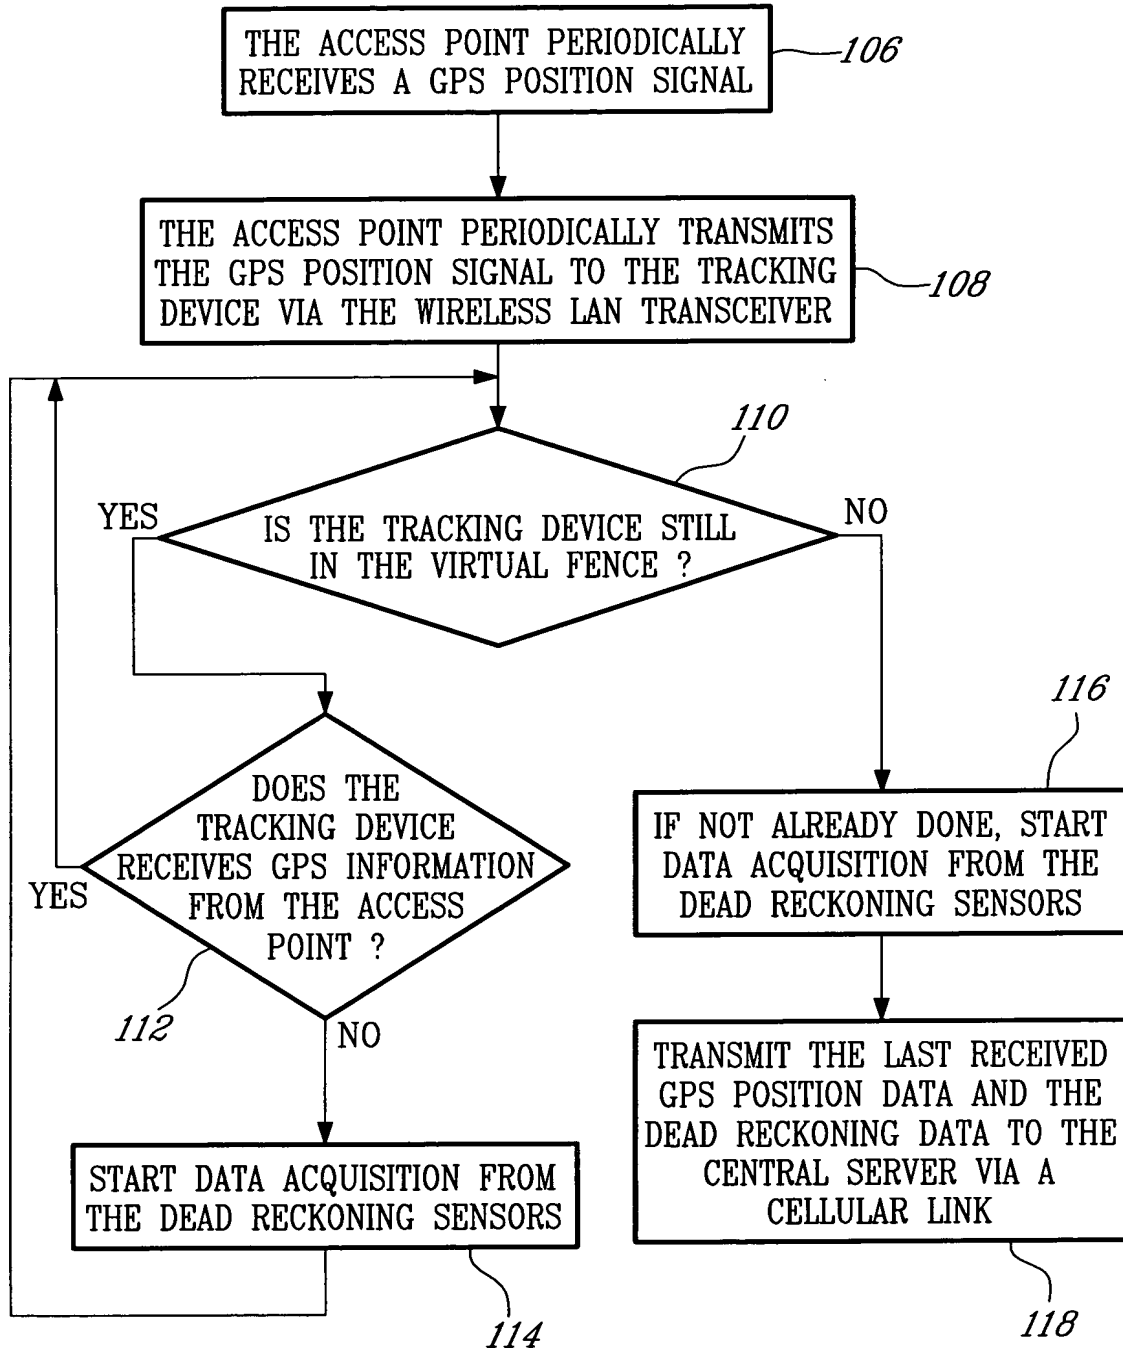 THE ACCESS POINT PERIODICALLY
RECEIVES A GPS POSITION SIGNAL
106
THE ACCESS POINT PERIODICALLY TRANSMITS
THE GPS POSITION SIGNAL TO THE TRACKING
DEVICE VIA THE WIRELESS LAN TRANSCEIVER
108
110
YES
NO
IS THE TRACKING DEVICE STILL
IN THE VIRTUAL FENCE ?
116
DOES THE
TRACKING DEVICE
RECEIVES GPS INFORMATION
FROM THE ACCESS
POINT ?
YES
112
NO
IF NOT ALREADY DONE, START
DATA ACQUISITION FROM THE
DEAD RECKONING SENSORS
TRANSMIT THE LAST RECEIVED
GPS POSITION DATA AND THE
DEAD RECKONING DATA TO THE
CENTRAL SERVER VIA A
CELLULAR LINK
START DATA ACQUISITION FROM
THE DEAD RECKONING SENSORS
114
118